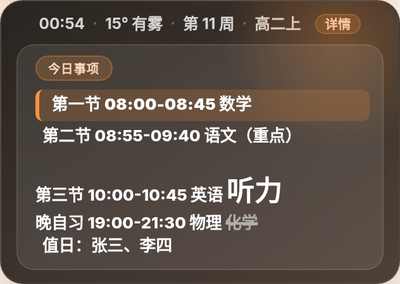 00:54 · 15° 有雾 · 第 11 周 · 高二上 详情
今日事项
第一节 08:00-08:45 数学
第二节 08:55-09:40 语文（重点）
第三节 10:00-10:45 英语 听力
晚自习 19:00-21:30 物理 化学
值日：张三、李四